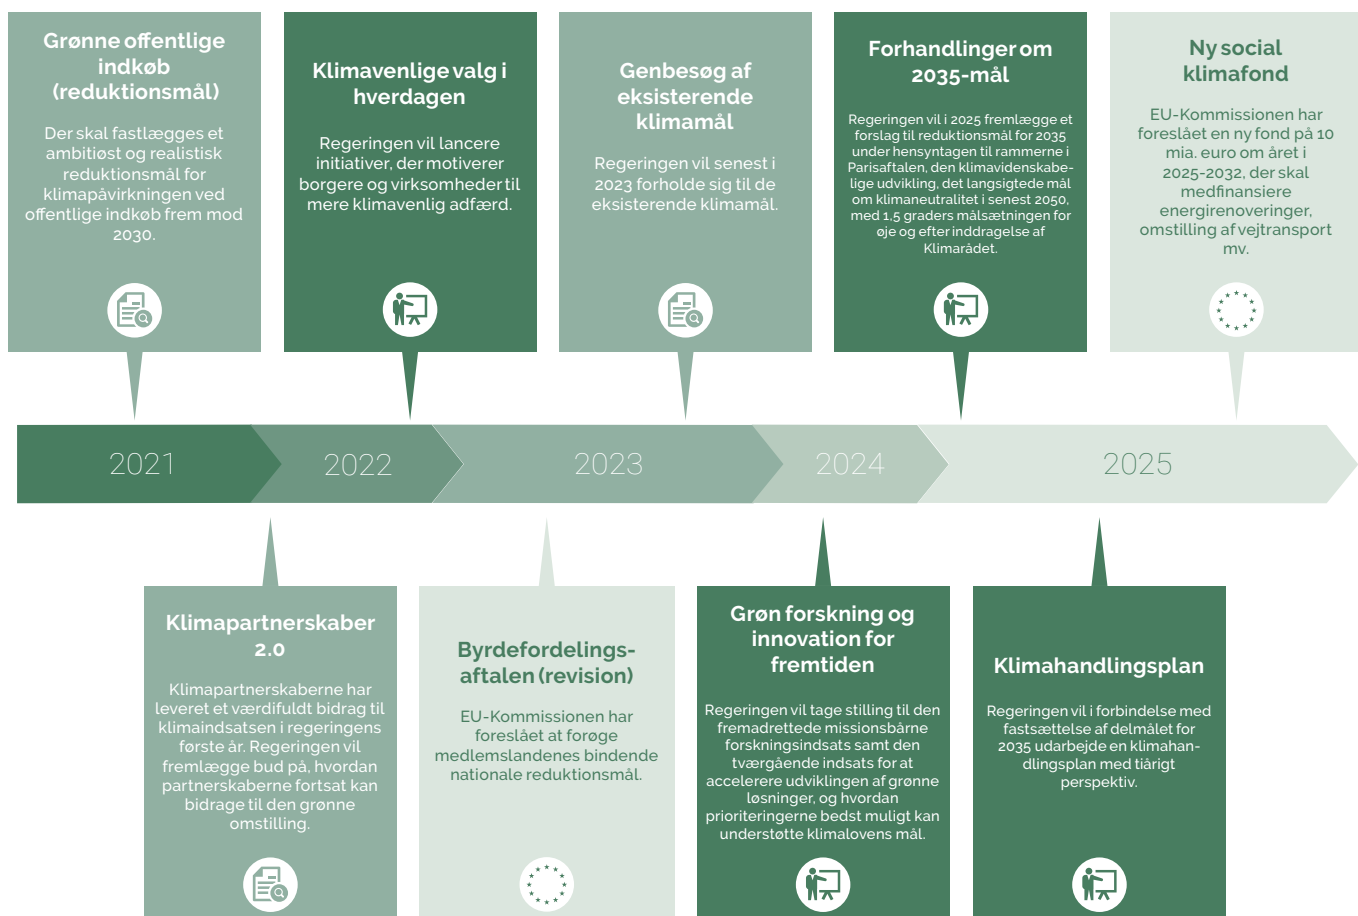 Grønne offentlige
indkøb
(reduktionsmål)
Der skal fastlægges et
ambitiøst og realistisk
reduktionsmål for
klimapåvirkningen ved
offentlige indkøb frem mod
2030.
Klimavenlige valg i
hverdagen
Regeringen vil lancere
initiativer, der motiverer
borgere og virksomheder til
mere klimavenlig adfærd.
Genbesøg af
eksisterende
klimamål
Regeringen vil senest i
2023 forholde sig til de
eksisterende klimamål.
Forhandlinger om
2035-mål
Regeringen vil i 2025 fremlægge et
forslag til reduktionsmål for 2035
under hensyntagen til rammerne i
Parisaftalen, den klimavidenskabe-
lige udvikling, det langsigtede mål
om klimaneutralitet i senest 2050,
med 1,5 graders målsætningen for
øje og efter inddragelse af
Klimarådet.
Ny social
klimafond
EU-Kommissionen har
foreslået en ny fond på 10
mia. euro om året i
2025-2032, der skal
medfinansiere
energirenoveringer,
omstilling af vejtransport
mv.
2021
2022
2023
2024
2025
Klimapartnerskaber
2.0
Klimapartnerskaberne har
leveret et værdifuldt bidrag til
klimaindsatsen i regeringens
første år. Regeringen vil
fremlægge bud på, hvordan
partnerskaberne fortsat kan
bidrage til den grønne
omstilling.
Byrdefordelings-
aftalen (revision)
EU-Kommissionen har
foreslået at forøge
medlemslandenes bindende
nationale reduktionsmål.
Grøn forskning og
innovation for
fremtiden
Regeringen vil tage stilling til den
fremadrettede missionsbårne
forskningsindsats samt den
tværgående indsats for at
accelerere udviklingen af grønne
løsninger, og hvordan
prioriteringerne bedst muligt kan
understøtte klimalovens mål.
Klimahandlingsplan
Regeringen vil i forbindelse med
fastsættelse af delmålet for
2035 udarbejde en klimahan-
dlingsplan med tiårigt
perspektiv.